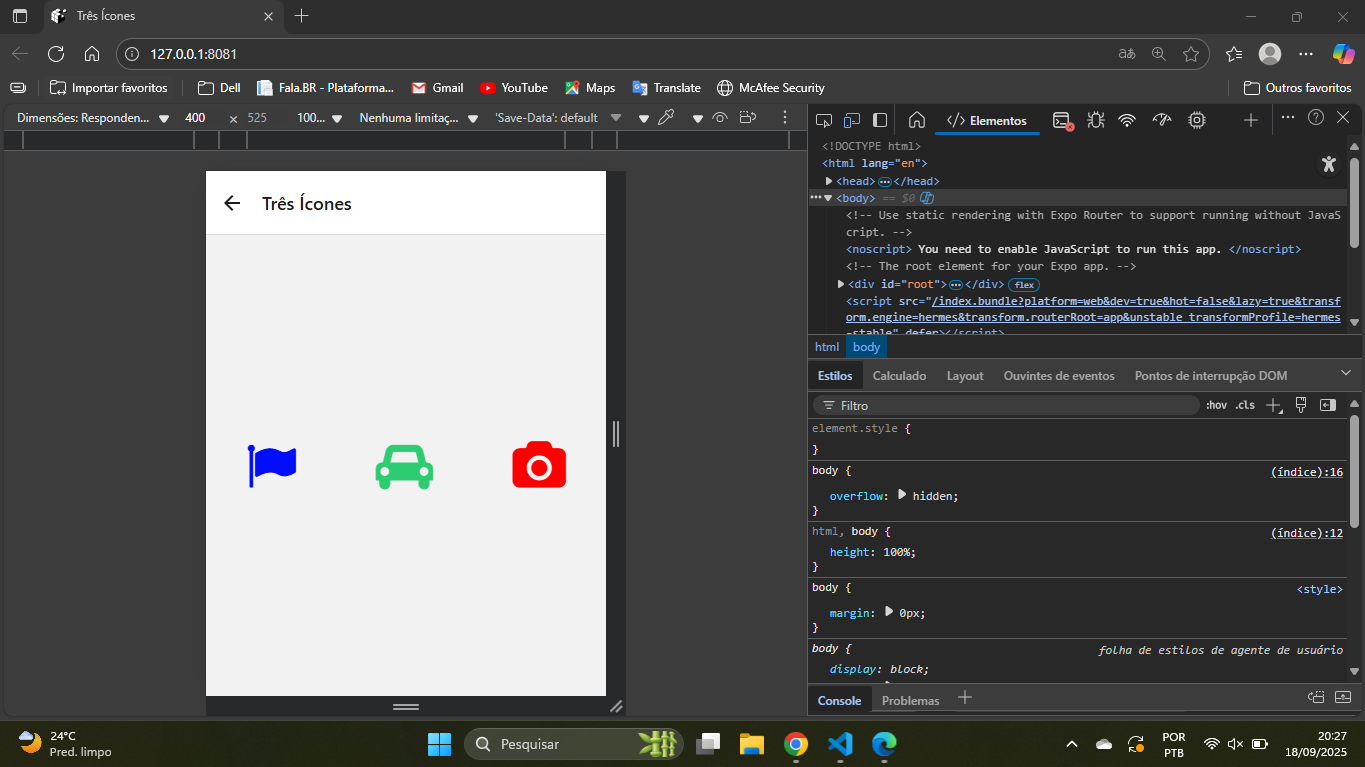 Três Ícones
127.0.0.1:8081
aあ
Importar favoritos
Dell
Fala.BR - Plataforma...
Gmail
YouTube
Maps
Translate
McAfee Security
Outros favoritos
Dimensões: Responden...
400
×
525
100...
Nenhuma limitaç...
'Save-Data': default
Três Ícones
Elementos
<!DOCTYPE html>
<html lang="en">
<head> </head>
<body> == $0
<!-- Use static rendering with Expo Router to support running without JavaS
cript. -->
<noscript> You need to enable JavaScript to run this app. </noscript>
<!-- The root element for your Expo app. -->
<div id="root"> </div> flex
<script src="/index.bundle?platform=web&dev=true&hot=false&lazy=true&transf
orm.engine=hermes&transform.routerRoot=app&unstable_transformProfile=hermes
-stable" defer></script>
html body
Estilos
Calculado
Layout
Ouvintes de eventos
Pontos de interrupção DOM
Filtro
:hov .cls
element.style {
}
body {
(índice):16
overflow: hidden;
}
html, body {
(índice):12
height: 100%;
}
body {
<style>
margin: 0px;
}
body {
folha de estilos de agente de usuário
display: block;
Console
Problemas
24°C
Pred. limpo
Pesquisar
POR
PTB
20:27
18/09/2025